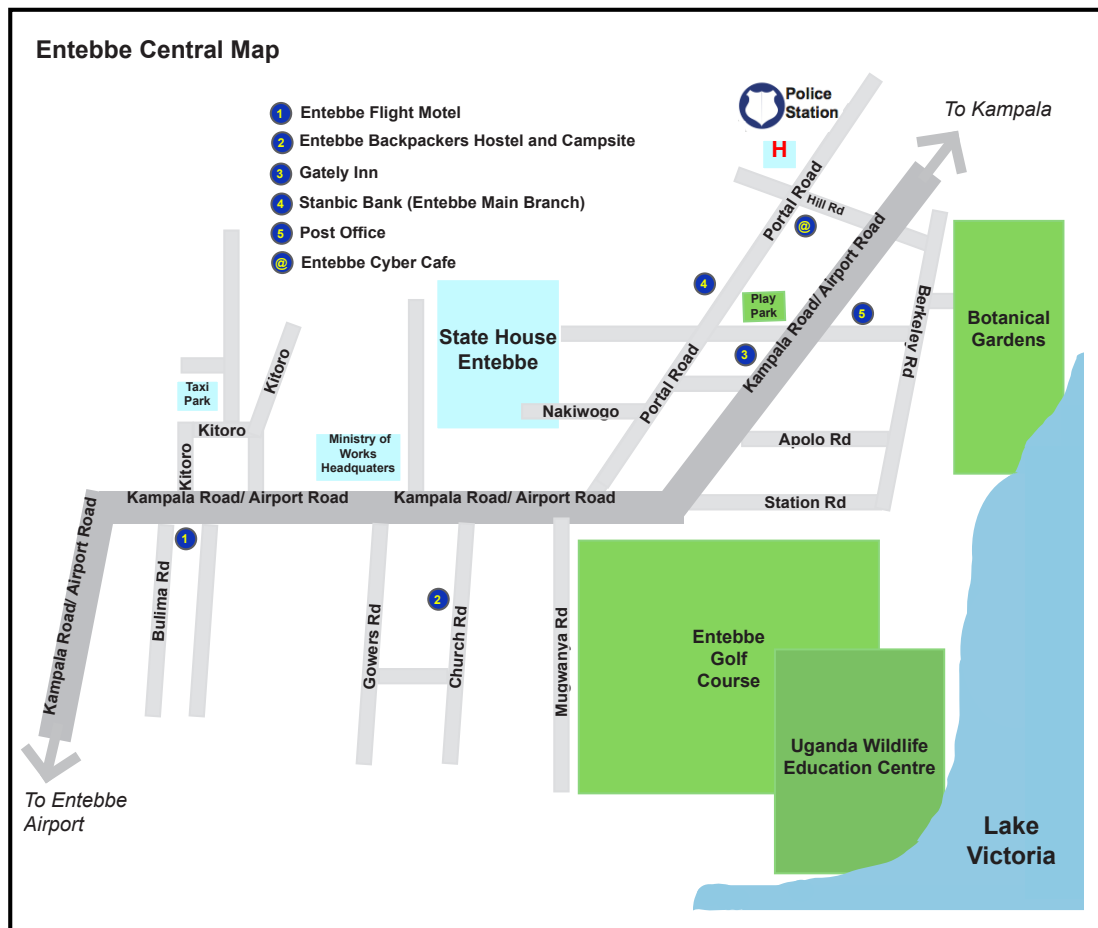 Entebbe Central Map
1 Entebbe Flight Motel
2 Entebbe Backpackers Hostel and Campsite
3 Gately Inn
4 Stanbic Bank (Entebbe Main Branch)
5 Post Office
@ Entebbe Cyber Cafe
Police
Station
H
To Kampala
Portal Road
Hill Rd
@
4
Play
Park
5
3
Kampala Road/ Airport Road
Berkeley Rd
Botanical
Gardens
State House
Entebbe
Nakiwogo
Portal Road
Apolo Rd
Station Rd
Taxi
Park
Kitoro
Kitoro
Kitoro
Ministry of
Works
Headquaters
Kampala Road/ Airport Road
Kampala Road/ Airport Road
Kampala Road/ Airport Road
1
Bulima Rd
2
Gowers Rd
Church Rd
Mugwanya Rd
Entebbe
Golf
Course
Uganda Wildlife
Education Centre
To Entebbe
Airport
Lake
Victoria